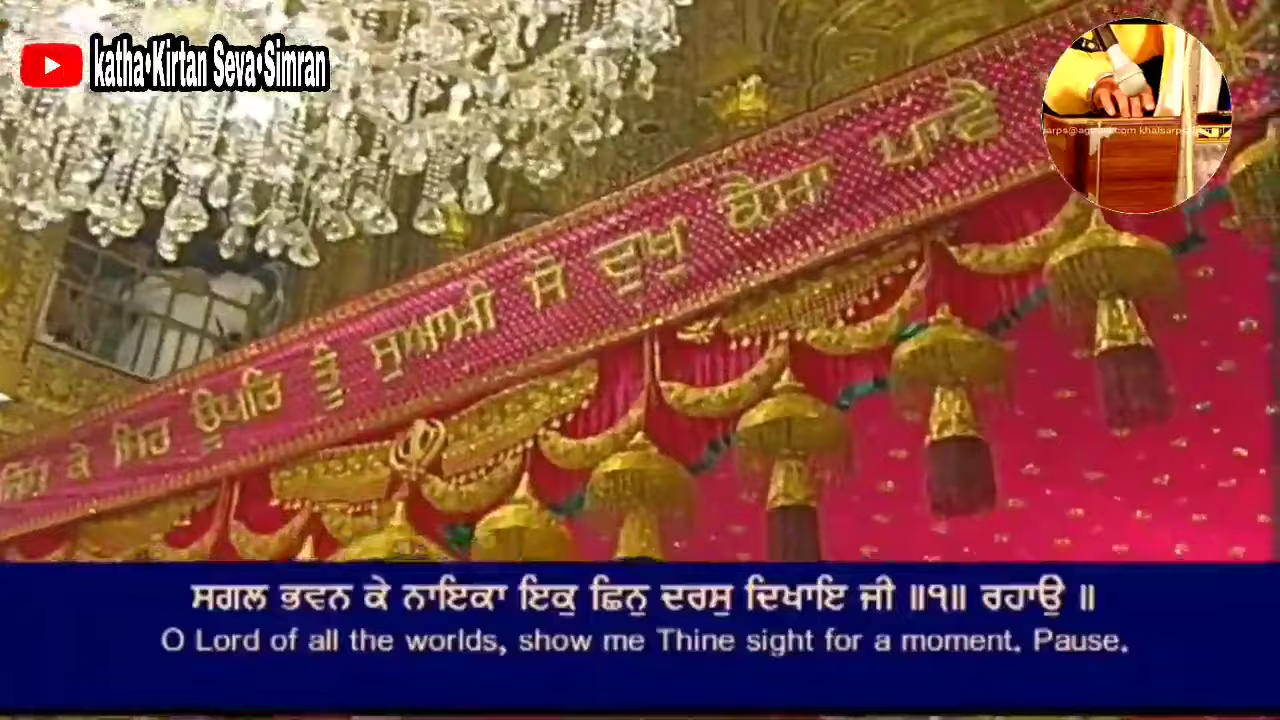 katha•Kirtan Seva•Simran
ਜਿਸ ਕੇ ਸਿਰ ਊਪਰਿ ਤੂੰ ਸੁਆਮੀ ਸੋ ਦੁਖੁ ਕੈਸਾ ਪਾਵੈ
ਸਗਲ ਭਵਨ ਕੇ ਨਾਇਕਾ ਇਕੁ ਛਿਨੁ ਦਰਸੁ ਦਿਖਾਇ ਜੀ ॥੧॥ ਰਹਾਉ ॥
O Lord of all the worlds, show me Thine sight for a moment. Pause.